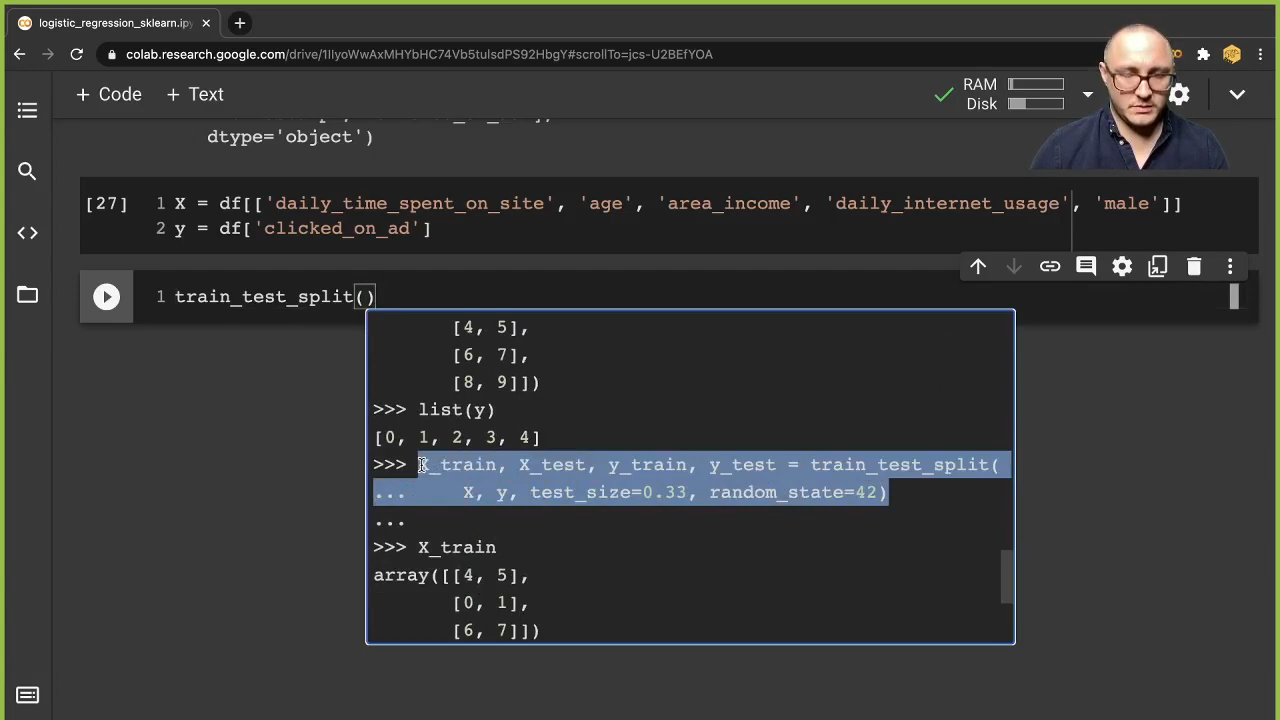 logistic_regression_sklearn.ipy
colab.research.google.com/drive/1IlyoWwAxMHYbHC74Vb5tulsdPS92HbgY#scrollTo=jcs-U2BEfYOA
+ Code + Text
RAM
Disk
dtype='object')
[27] 1 X = df[['daily_time_spent_on_site', 'age', 'area_income', 'daily_internet_usage', 'male']]
2 y = df['clicked_on_ad']
1 train_test_split()
[4, 5],
[6, 7],
[8, 9]])
>>> list(y)
[0, 1, 2, 3, 4]
>>> X_train, X_test, y_train, y_test = train_test_split(
... X, y, test_size=0.33, random_state=42)
...
>>> X_train
array([[4, 5],
[0, 1],
[6, 7]])